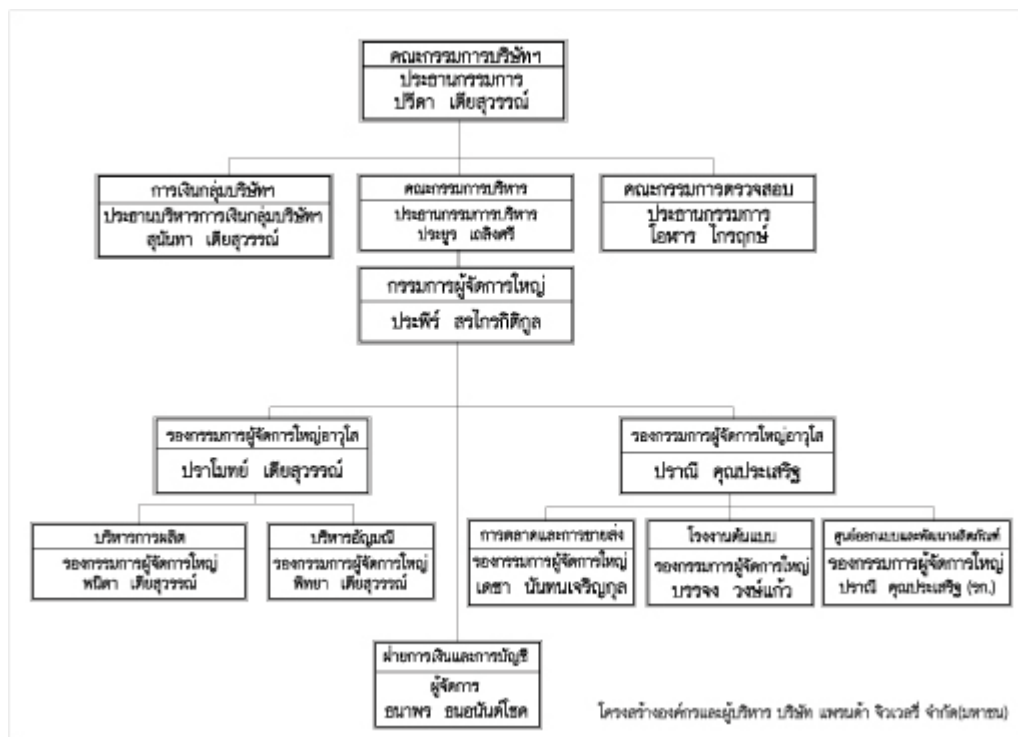 คณะกรรมการบริษัทฯ
ประธานกรรมการ
ปรีดา เตียสุวรรณ์
การเงินกลุ่มบริษัทฯ
ประธานบริหารการเงินกลุ่มบริษัทฯ
สุนันทา เตียสุวรรณ์
คณะกรรมการบริหาร
ประธานกรรมการบริหาร
ประยูร เถลิงศรี
คณะกรรมการตรวจสอบ
ประธานกรรมการ
โอฬาร ไกรฤกษ์
กรรมการผู้จัดการใหญ่
ประพีร์ สรไกรกิติกูล
รองกรรมการผู้จัดการใหญ่อาวุโส
ปราโมทย์ เตียสุวรรณ์
รองกรรมการผู้จัดการใหญ่อาวุโส
ปราณี คุณประเสริฐ
บริหารการผลิต
รองกรรมการผู้จัดการใหญ่
พนิดา เตียสุวรรณ์
บริหารอัญมณี
รองกรรมการผู้จัดการใหญ่
พิทยา เตียสุวรรณ์
การตลาดและการขายส่ง
รองกรรมการผู้จัดการใหญ่
เดชา นันทนเจริญกุล
โรงงานต้นแบบ
รองกรรมการผู้จัดการใหญ่
บรรจง วงษ์แก้ว
ศูนย์ออกแบบและพัฒนาผลิตภัณฑ์
รองกรรมการผู้จัดการใหญ่
ปราณี คุณประเสริฐ (รก.)
ฝ่ายการเงินและการบัญชี
ผู้จัดการ
ธนาพร ธนอนันต์โชค
โครงสร้างองค์กรและผู้บริหาร บริษัท แพรนด้า จิวเวลรี่ จำกัด(มหาชน)